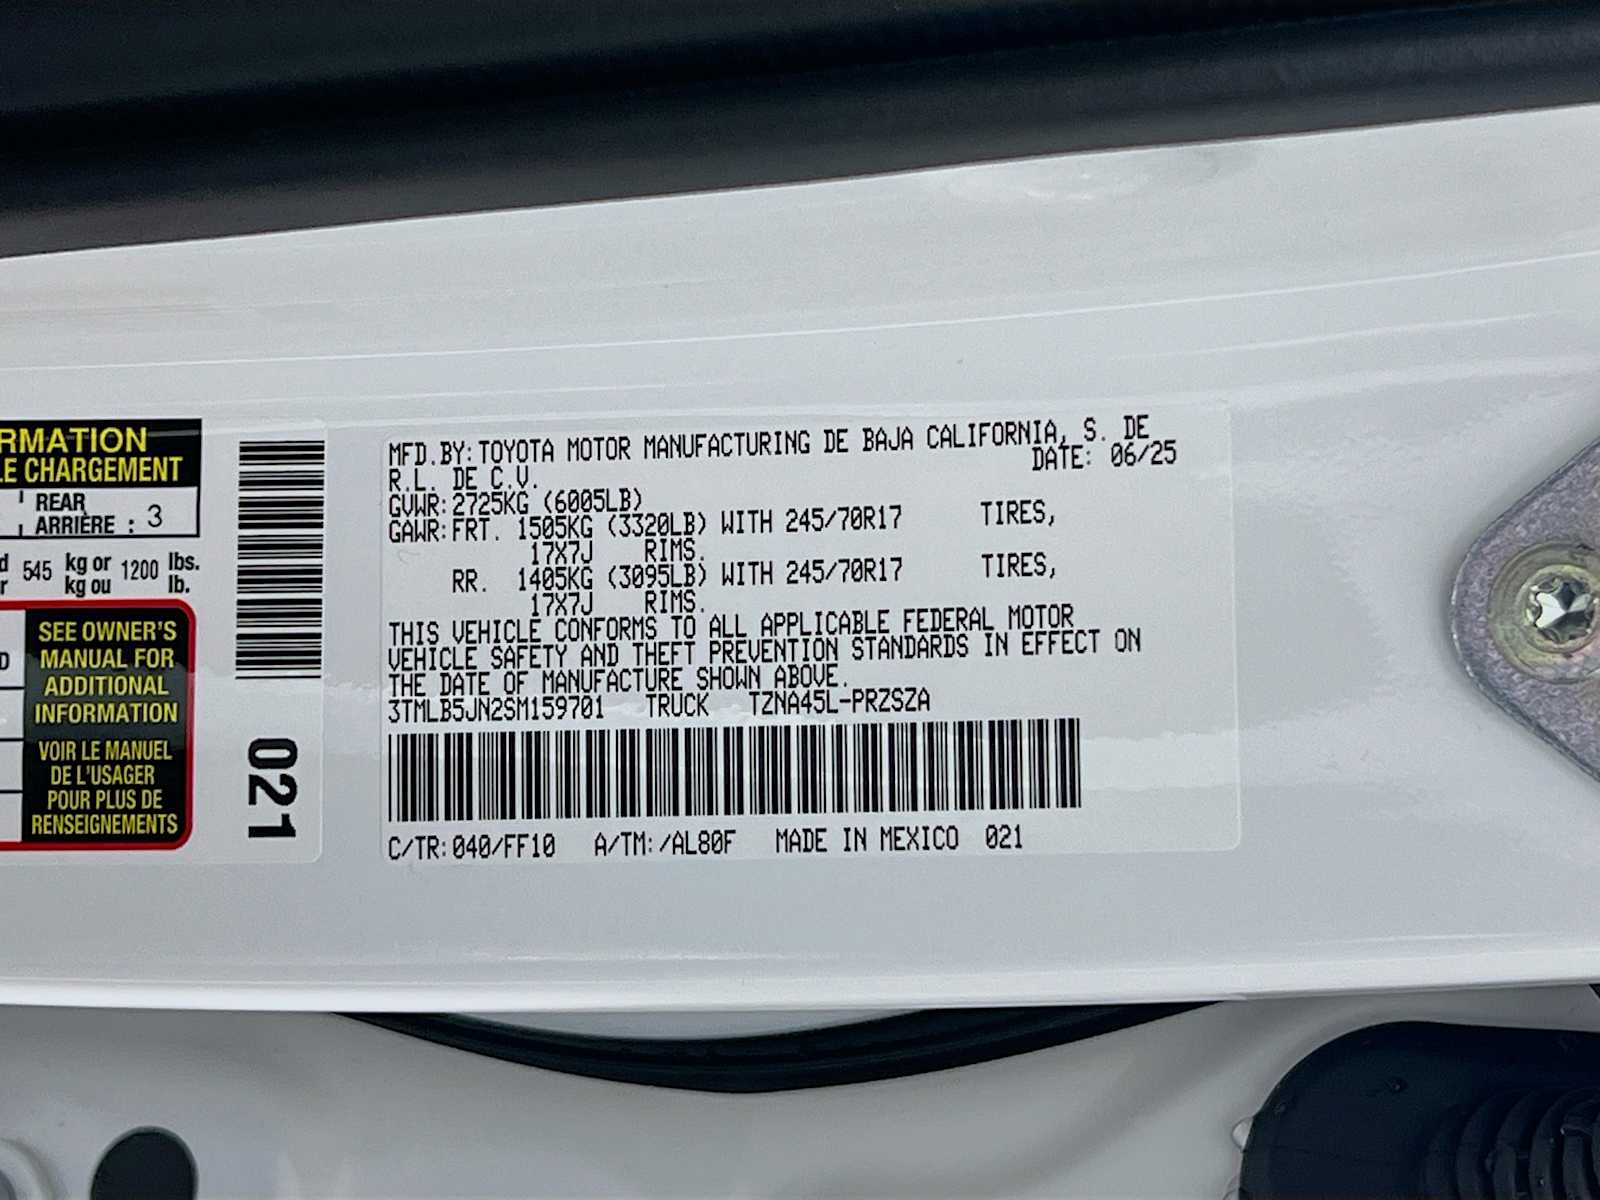 RMATION
LE CHARGEMENT
REAR
ARRIÈRE : 3
545 kg or 1200 lbs.
kg ou lb.
SEE OWNER'S
MANUAL FOR
ADDITIONAL
INFORMATION
VOIR LE MANUEL
DE L'USAGER
POUR PLUS DE
RENSEIGNEMENTS
021
MFD.BY:TOYOTA MOTOR MANUFACTURING DE BAJA CALIFORNIA, S. DE
R.L. DE C.V. DATE: 06/25
GVWR:2725KG (6005LB)
GAWR:FRT. 1505KG (3320LB) WITH 245/70R17 TIRES,
17X7J RIMS.
RR. 1405KG (3095LB) WITH 245/70R17 TIRES,
17X7J RIMS.
THIS VEHICLE CONFORMS TO ALL APPLICABLE FEDERAL MOTOR
VEHICLE SAFETY AND THEFT PREVENTION STANDARDS IN EFFECT ON
THE DATE OF MANUFACTURE SHOWN ABOVE.
3TMLB5JN2SM159701 TRUCK TZNA45L-PRZSZA
C/TR:040/FF10 A/TM:/AL80F MADE IN MEXICO 021